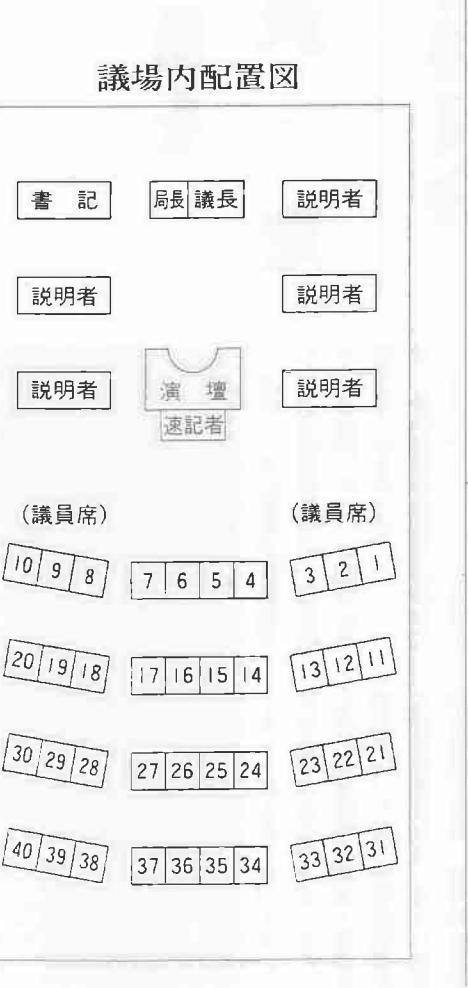 議場内配置図
書 記 局長 議長 説明者
説明者 説明者
説明者 演 壇 説明者
速記者
(議員席) (議員席)
10 9 8 7 6 5 4 3 2 1
20 19 18 17 16 15 14 13 12 11
30 29 28 27 26 25 24 23 22 21
40 39 38 37 36 35 34 33 32 31